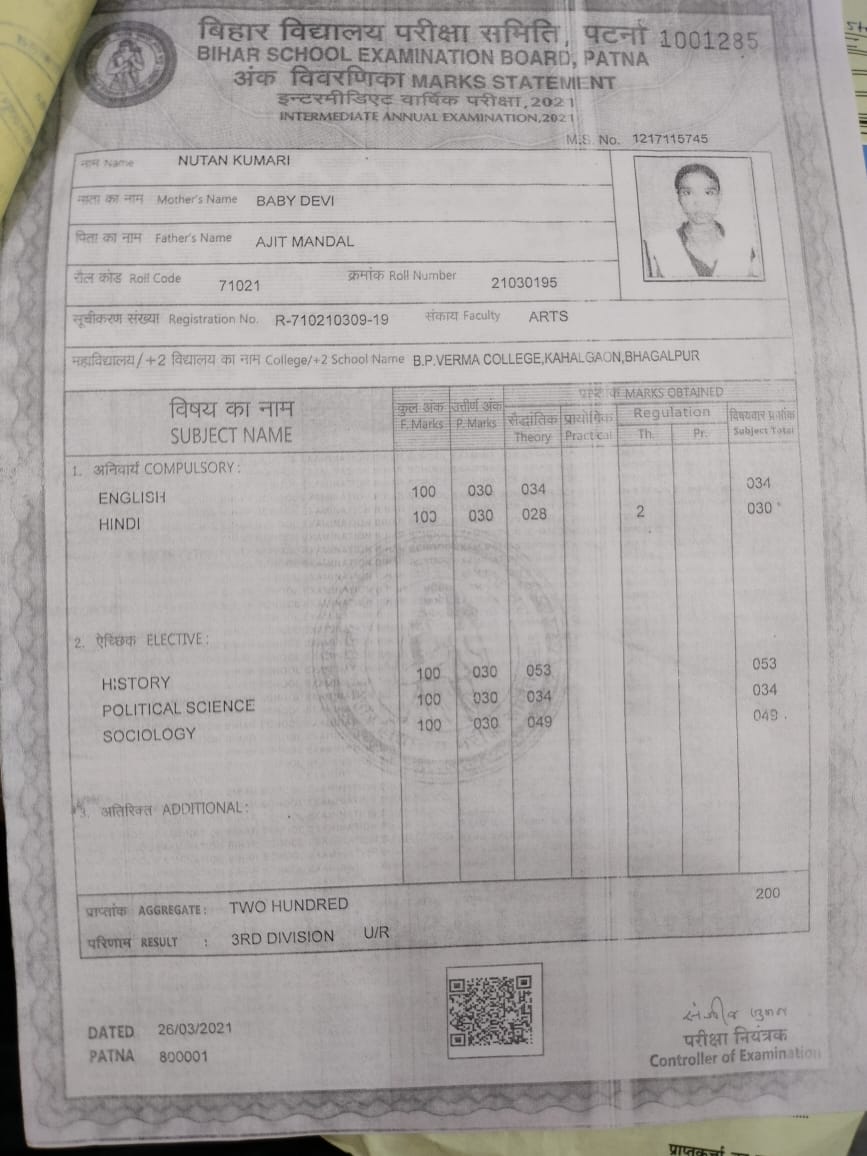 बिहार विद्यालय परीक्षा समिति, पटना 1001285
BIHAR SCHOOL EXAMINATION BOARD, PATNA
अंक विवरणिका MARKS STATEMENT
इन्टरमीडिएट वार्षिक परीक्षा, 2021
INTERMEDIATE ANNUAL EXAMINATION, 2021
M.S. No. 1217115745
नाम Name NUTAN KUMARI
माता का नाम Mother's Name BABY DEVI
पिता का नाम Father's Name AJIT MANDAL
रौल कोड Roll Code 71021 क्रमांक Roll Number 21030195
सूचीकरण संख्या Registration No. R-710210309-19 संकाय Faculty ARTS
महाविद्यालय/+2 विद्यालय का नाम College/+2 School Name B.P.VERMA COLLEGE,KAHALGAON,BHAGALPUR
विषय का नाम SUBJECT NAME
कुल अंक F. Marks
उत्तीर्ण अंक P. Marks
MARKS OBTAINED
सैद्धांतिक Theory
प्रायोगिक Practical
Regulation
Th. Pr.
विषयवार प्राप्तांक Subject Total
1. अनिवार्य COMPULSORY :
ENGLISH 100 030 034 034
HINDI 100 030 028 2 030
2. ऐच्छिक ELECTIVE :
HISTORY 100 030 053 053
POLITICAL SCIENCE 100 030 034 034
SOCIOLOGY 100 030 049 049
3. अतिरिक्त ADDITIONAL :
प्राप्तांक AGGREGATE : TWO HUNDRED 200
परिणाम RESULT : 3RD DIVISION U/R
DATED 26/03/2021
PATNA 800001
परीक्षा नियंत्रक
Controller of Examination